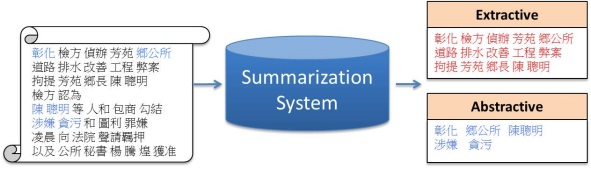 彰化 檢方 偵辦 芳苑 鄉公所
道路 排水 改善 工程 弊案
拘提 芳苑 鄉長 陳 聰明
檢方 認為
陳 聰明 等 人 和 包商 勾結
涉嫌 貪污 和 圖利 罪嫌
凌晨 向 法院 聲請 羈押
以及 公所 秘書 楊 騰 煌 獲准
Summarization
System
Extractive
彰化 檢方 偵辦 芳苑 鄉公所
道路 排水 改善 工程 弊案
拘提 芳苑 鄉長 陳 聰明
Abstractive
彰化 鄉公所 陳聰明
涉嫌 貪污